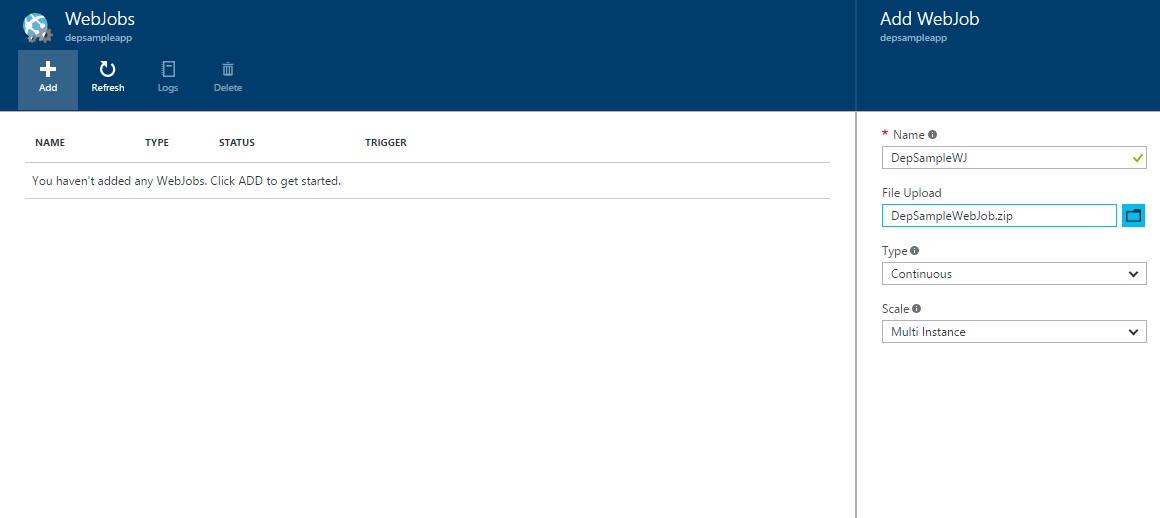 WebJobs
depsampleapp
Add Refresh Logs Delete
NAME TYPE STATUS TRIGGER
You haven't added any WebJobs. Click ADD to get started.
Add WebJob
depsampleapp
* Name
DepSampleWJ
File Upload
DepSampleWebJob.zip
Type
Continuous
Scale
Multi Instance